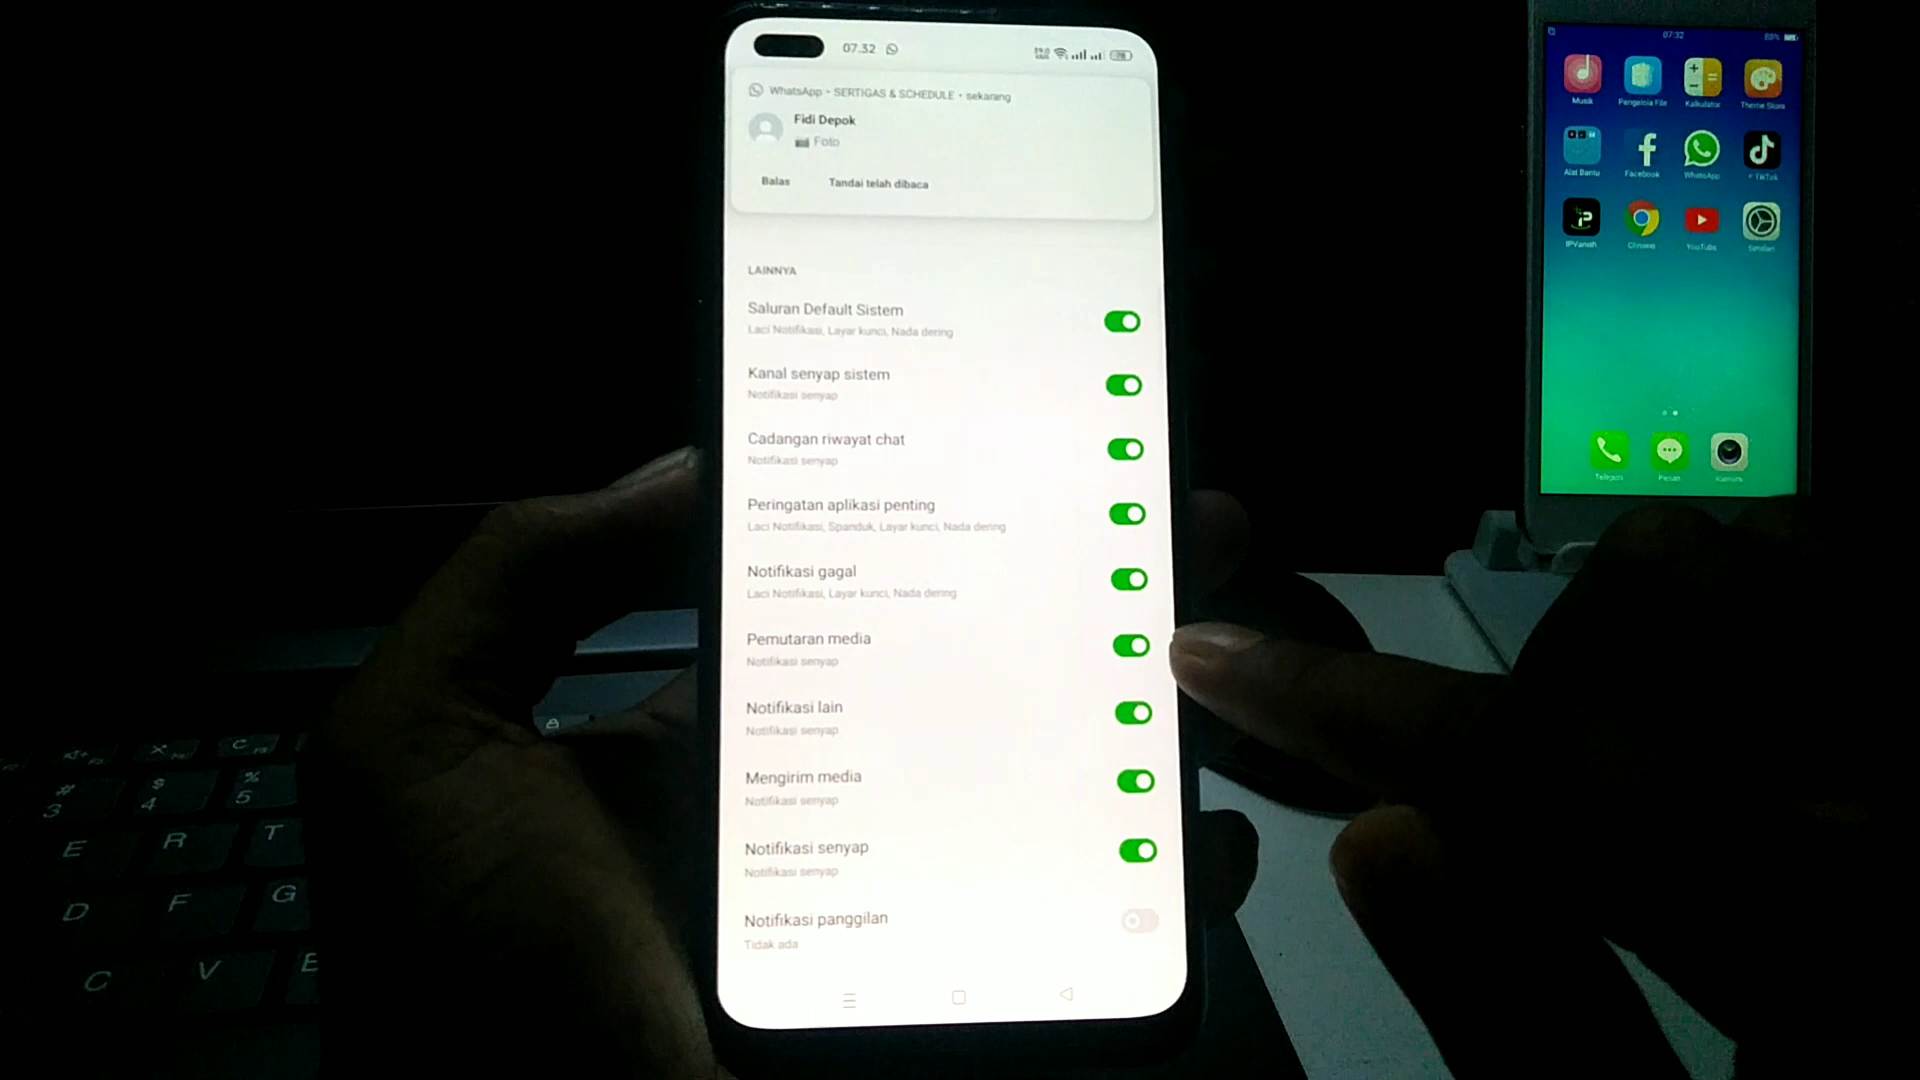 07.32
WhatsApp • SERTIGAS & SCHEDULE • sekarang
Fidi Depok
Foto
Balas Tandai telah dibaca
LAINNYA
Saluran Default Sistem
Laci Notifikasi, Layar kunci, Nada dering
Kanal senyap sistem
Notifikasi senyap
Cadangan riwayat chat
Notifikasi senyap
Peringatan aplikasi penting
Laci Notifikasi, Spanduk, Layar kunci, Nada dering
Notifikasi gagal
Laci Notifikasi, Layar kunci, Nada dering
Pemutaran media
Notifikasi senyap
Notifikasi lain
Notifikasi senyap
Mengirim media
Notifikasi senyap
Notifikasi senyap
Notifikasi senyap
Notifikasi panggilan
Tidak ada
07:32
Musik Pengelola File Kalkulator Theme Store
Alat Bantu Facebook WhatsApp TikTok
IPVanish Chrome YouTube Setelan
Telepon Pesan Kamera
# $ %
3 4 5
E R T
D F G
C V